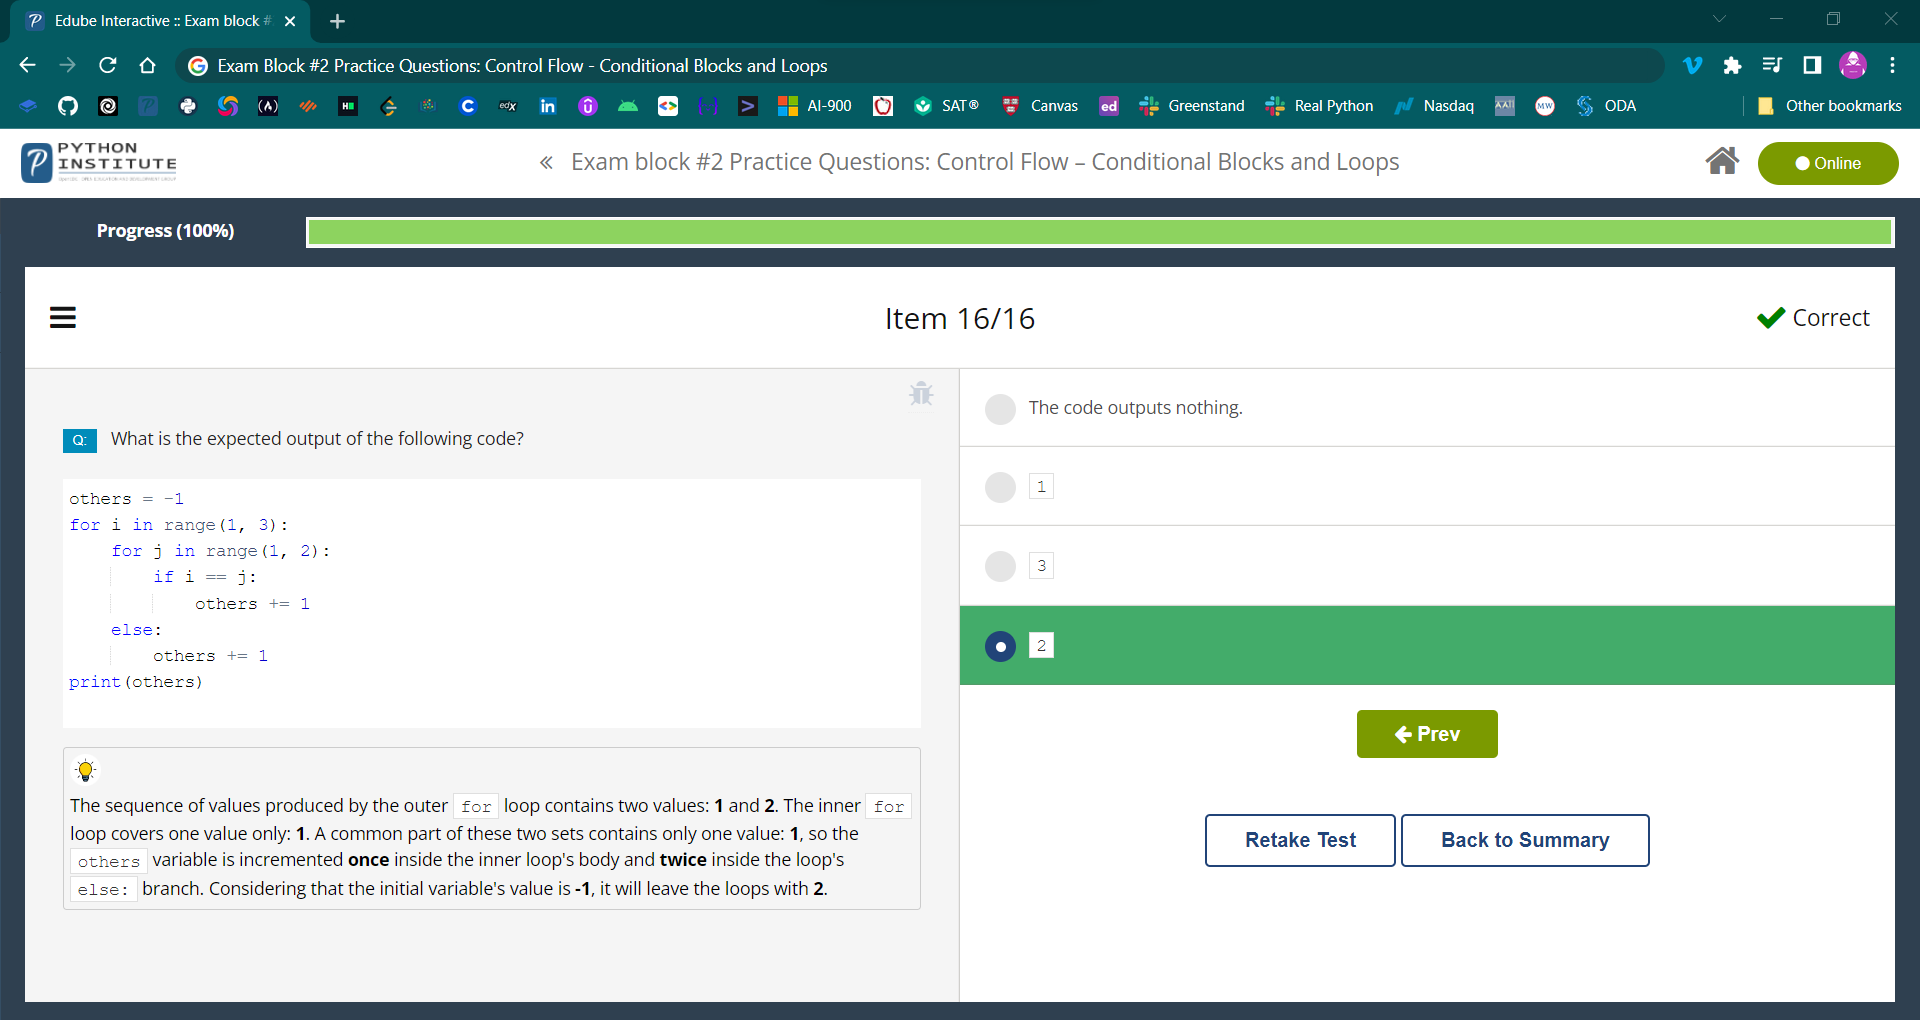 Edube Interactive :: Exam block #
Exam Block #2 Practice Questions: Control Flow - Conditional Blocks and Loops
AI-900
SAT®
Canvas
ed
Greenstand
Real Python
Nasdaq
ODA
Other bookmarks
PYTHON
INSTITUTE
« Exam block #2 Practice Questions: Control Flow – Conditional Blocks and Loops
Online
Progress (100%)
Item 16/16
Correct
Q: What is the expected output of the following code?
others = -1
for i in range(1, 3):
    for j in range(1, 2):
        if i == j:
            others += 1
    else:
        others += 1
print(others)
The sequence of values produced by the outer for loop contains two values: 1 and 2. The inner for
loop covers one value only: 1. A common part of these two sets contains only one value: 1, so the
others variable is incremented once inside the inner loop's body and twice inside the loop's
else: branch. Considering that the initial variable's value is -1, it will leave the loops with 2.
The code outputs nothing.
1
3
2
Prev
Retake Test
Back to Summary